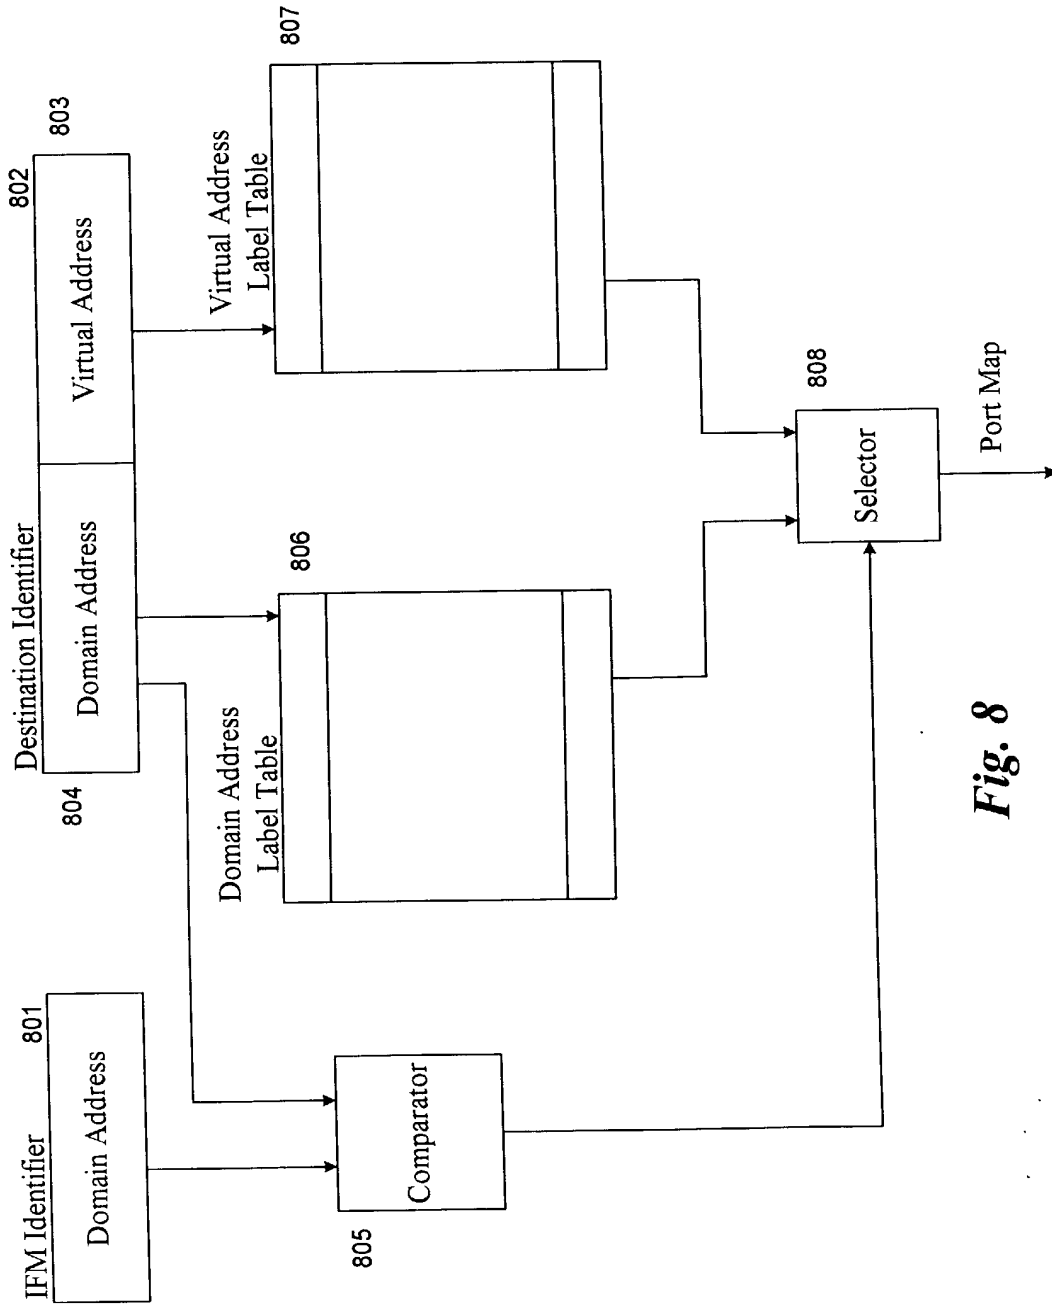 IFM Identifier
801
Domain Address
Destination Identifier
802
804
Domain Address
Virtual Address
803
Domain Address
Label Table
806
Virtual Address
Label Table
807
805
Comparator
Selector
808
Port Map
Fig. 8